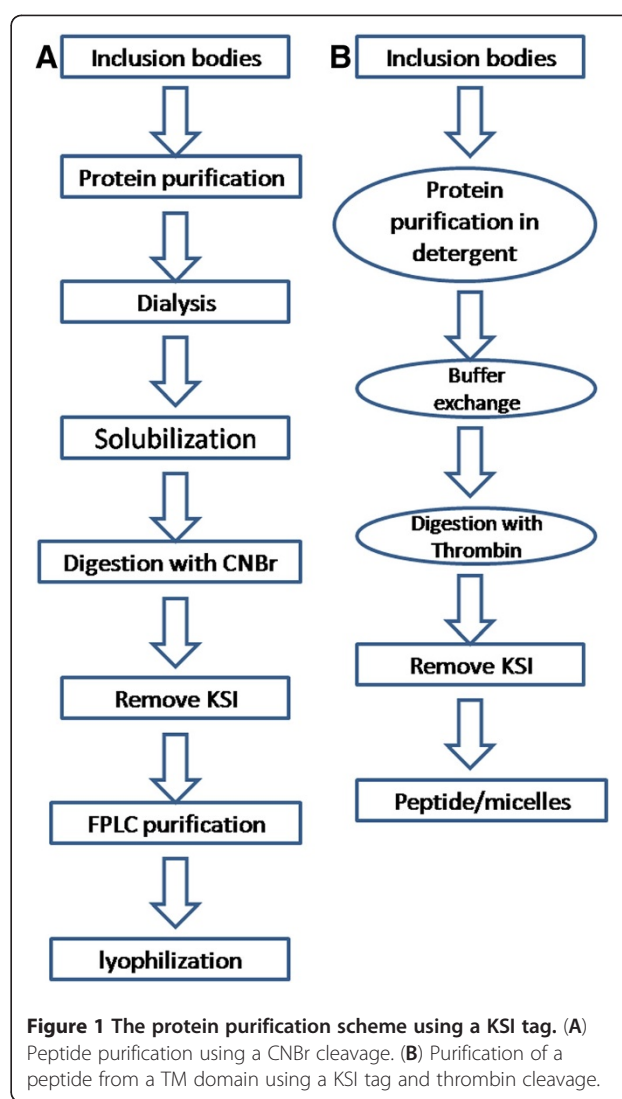 A
Inclusion bodies
Protein purification
Dialysis
Solubilization
Digestion with CNBr
Remove KSI
FPLC purification
lyophilization
B
Inclusion bodies
Protein
purification in
detergent
Buffer
exchange
Digestion with
Thrombin
Remove KSI
Peptide/micelles
Figure 1 The protein purification scheme using a KSI tag. (A)
Peptide purification using a CNBr cleavage. (B) Purification of a
peptide from a TM domain using a KSI tag and thrombin cleavage.